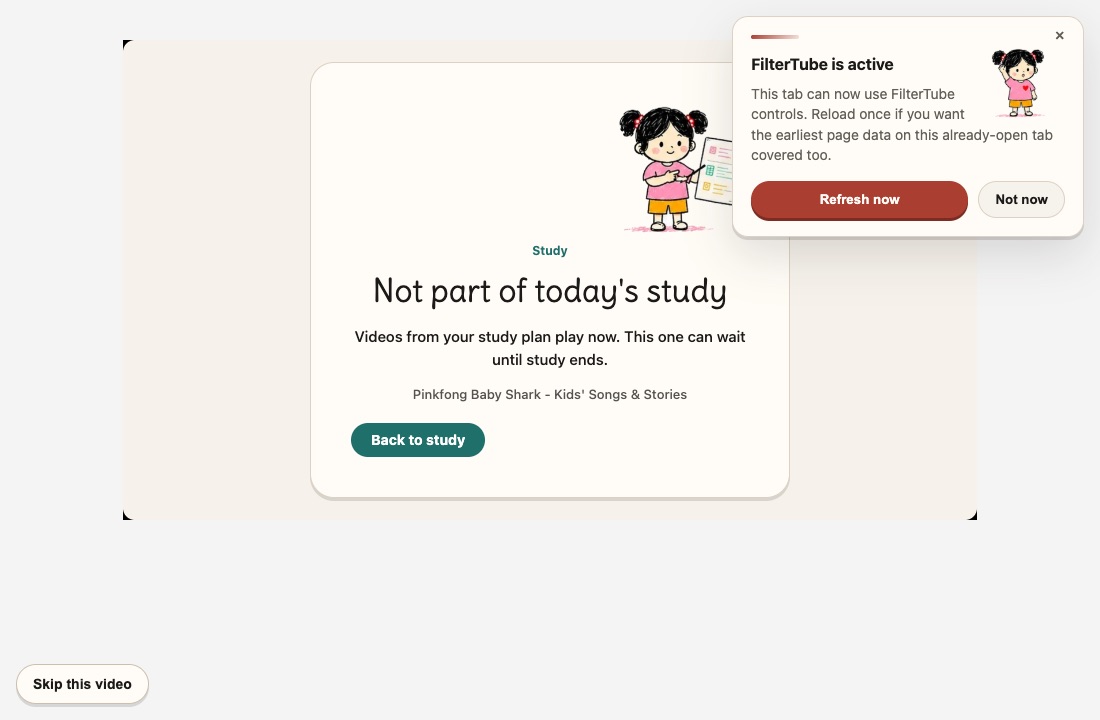 FilterTube is active
This tab can now use FilterTube
controls. Reload once if you want
the earliest page data on this already-open tab
covered too.
Refresh now
Not now
Study
Not part of today's study
Videos from your study plan play now. This one can wait
until study ends.
Pinkfong Baby Shark - Kids' Songs & Stories
Back to study
Skip this video